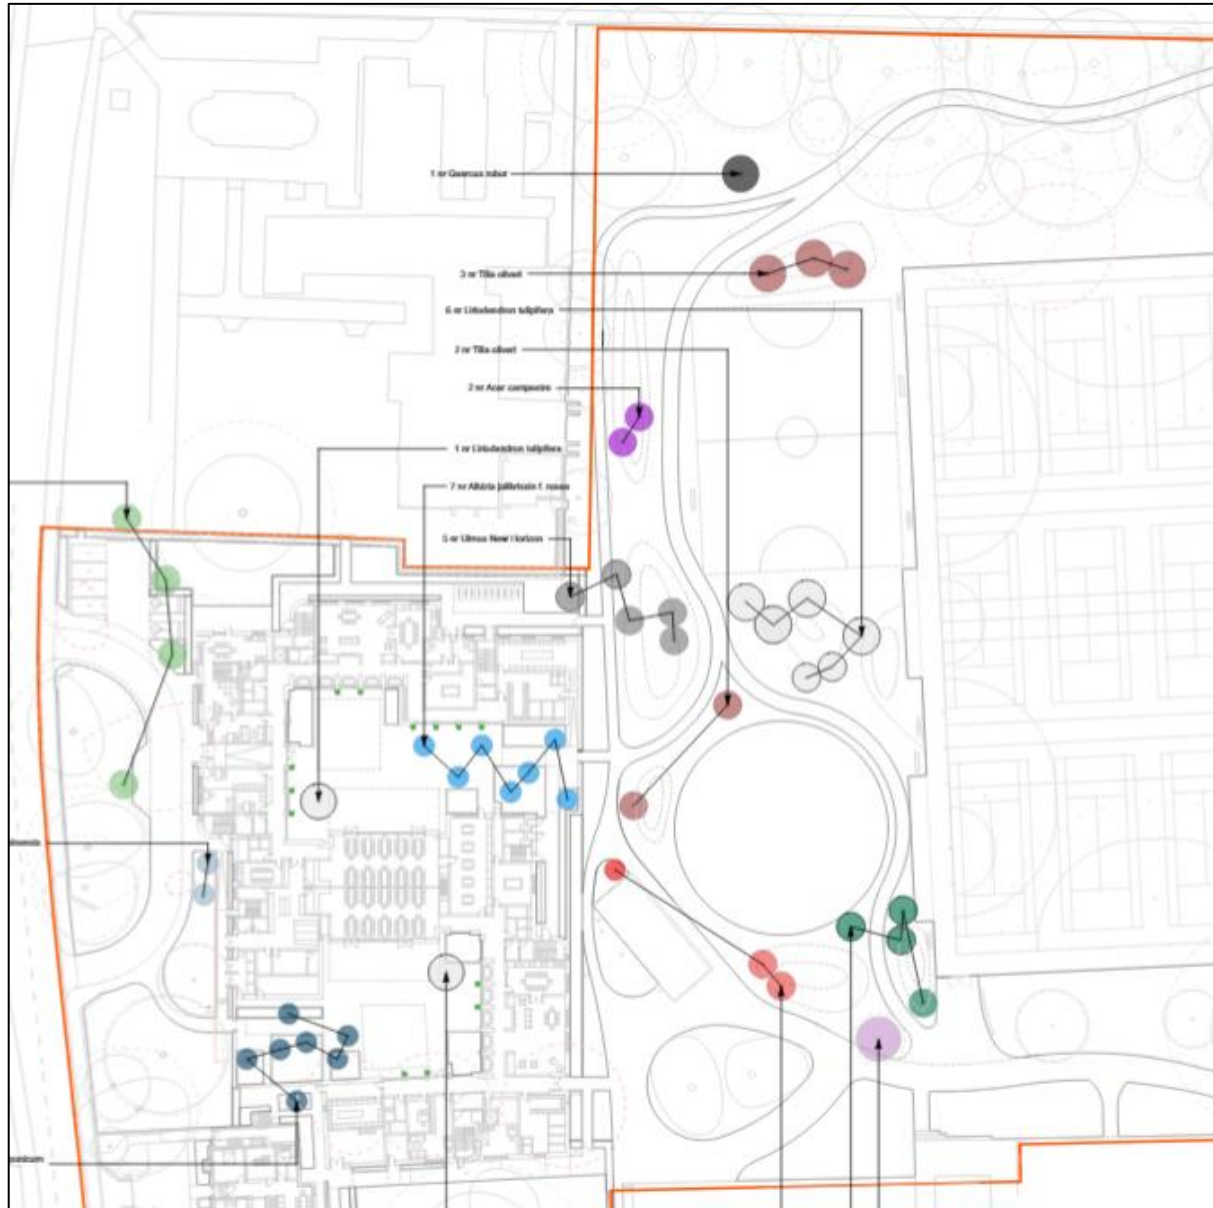 1 nr Quercus robur
3 nr Tilia oliveri
6 nr Liriodendron tulipifera
2 nr Tilia oliveri
2 nr Acer campestre
1 nr Liriodendron tulipifera
7 nr Albizia julibrissin f. rosea
5 nr Ulmus New Horizon